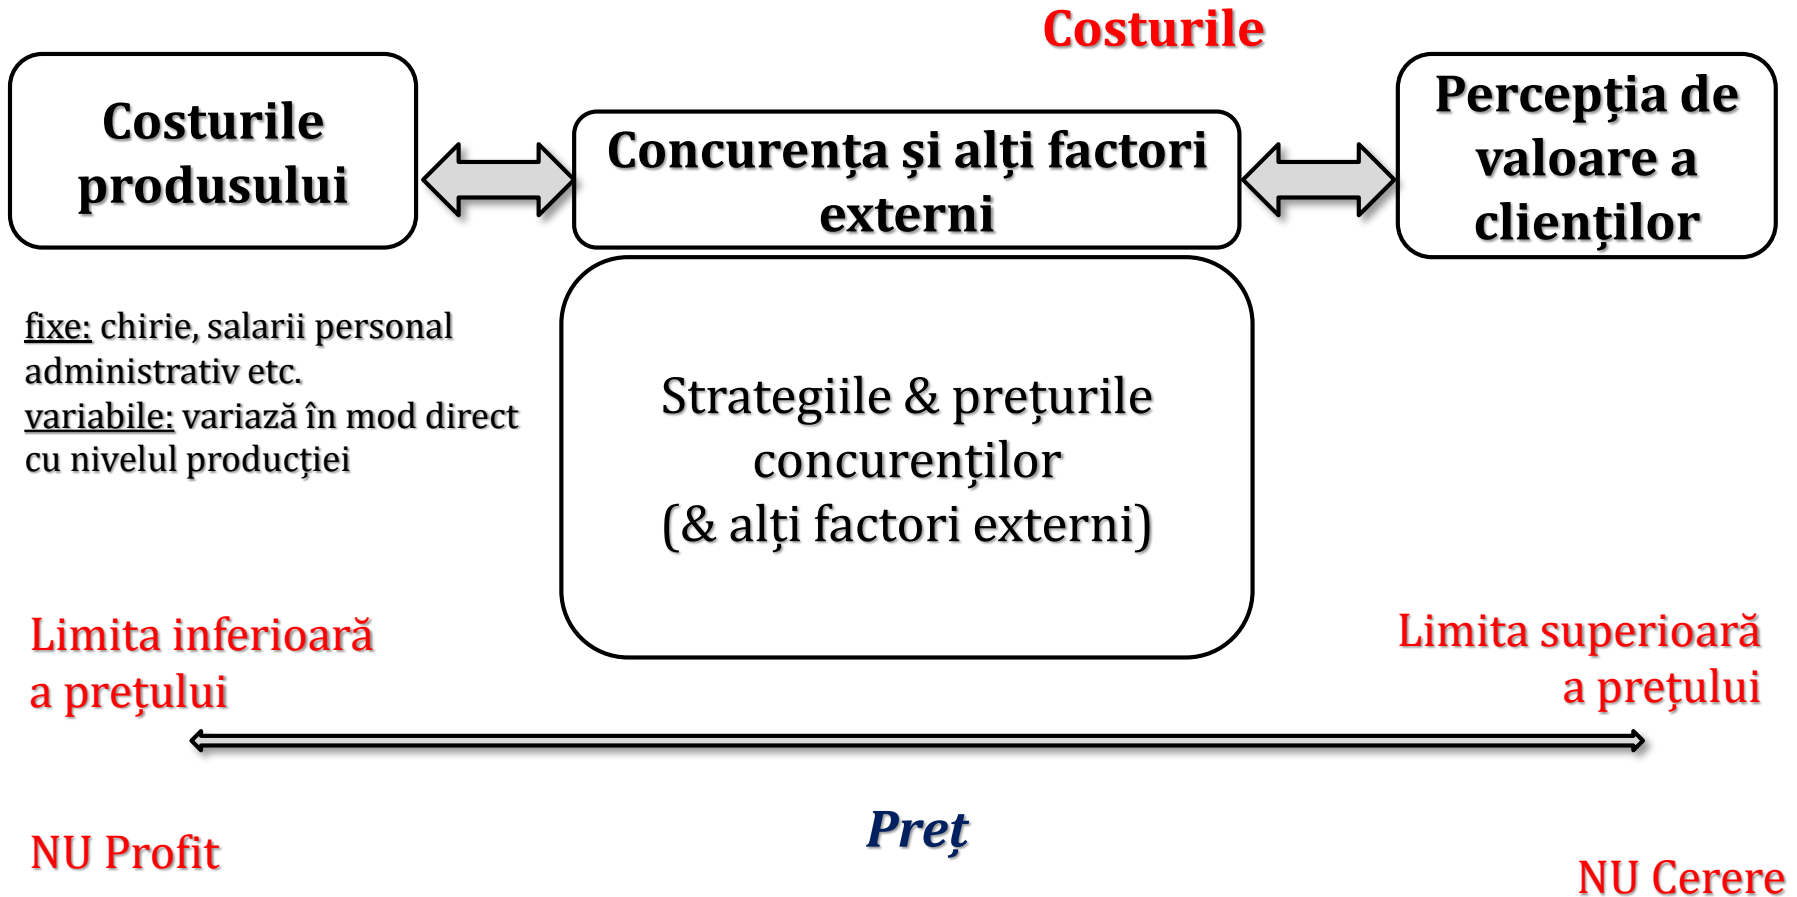 Costurile
Costurile
produsului
Concurența și alți factori
externi
Percepția de
valoare a
clienților
fixe: chirie, salarii personal
administrativ etc.
variabile: variază în mod direct
cu nivelul producției
Strategiile & prețurile
concurenților
(& alți factori externi)
Limita inferioară
a prețului
Limita superioară
a prețului
Preț
NU Profit
NU Cerere